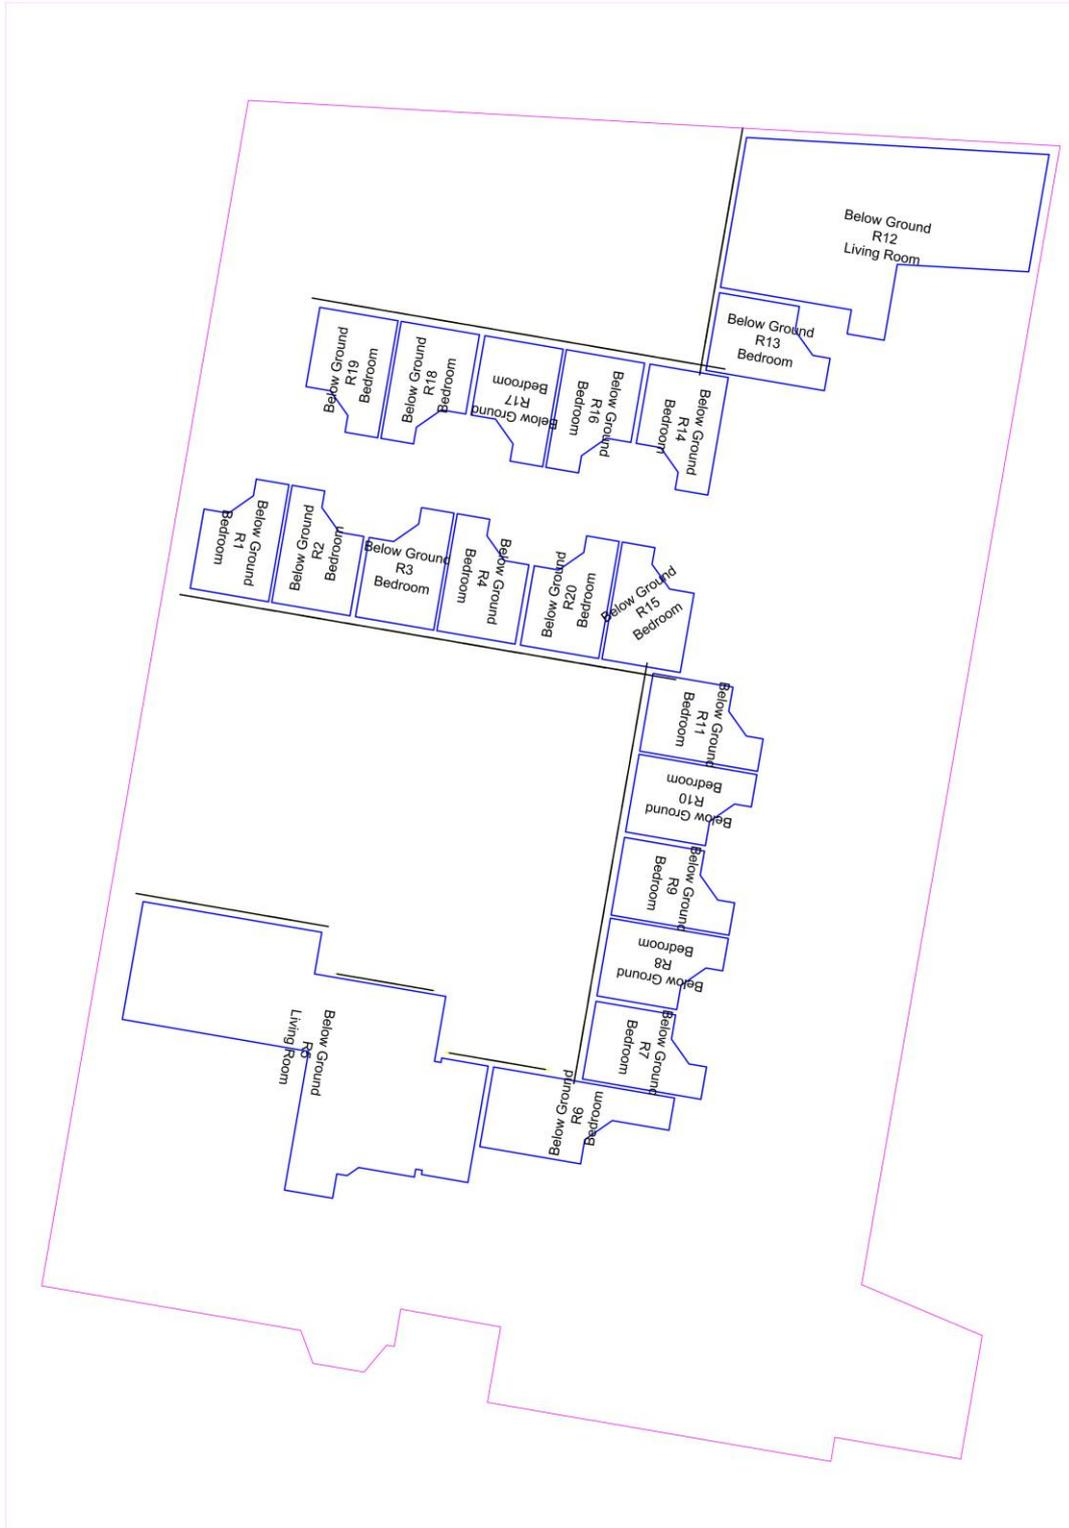 Below Ground
R12
Living Room
Below Ground
R13
Bedroom
Below Ground
R19
Bedroom
Below Ground
R18
Bedroom
Below Ground
R17
Bedroom
Below Ground
R16
Bedroom
Below Ground
R14
Bedroom
Below Ground
R1
Bedroom
Below Ground
R2
Bedroom
Below Ground
R3
Bedroom
Below Ground
R4
Bedroom
Below Ground
R20
Bedroom
Below Ground
R15
Bedroom
Below Ground
R11
Bedroom
Below Ground
R10
Bedroom
Below Ground
R9
Bedroom
Below Ground
R8
Bedroom
Below Ground
R7
Bedroom
Below Ground
R5
Living Room
Below Ground
R6
Bedroom